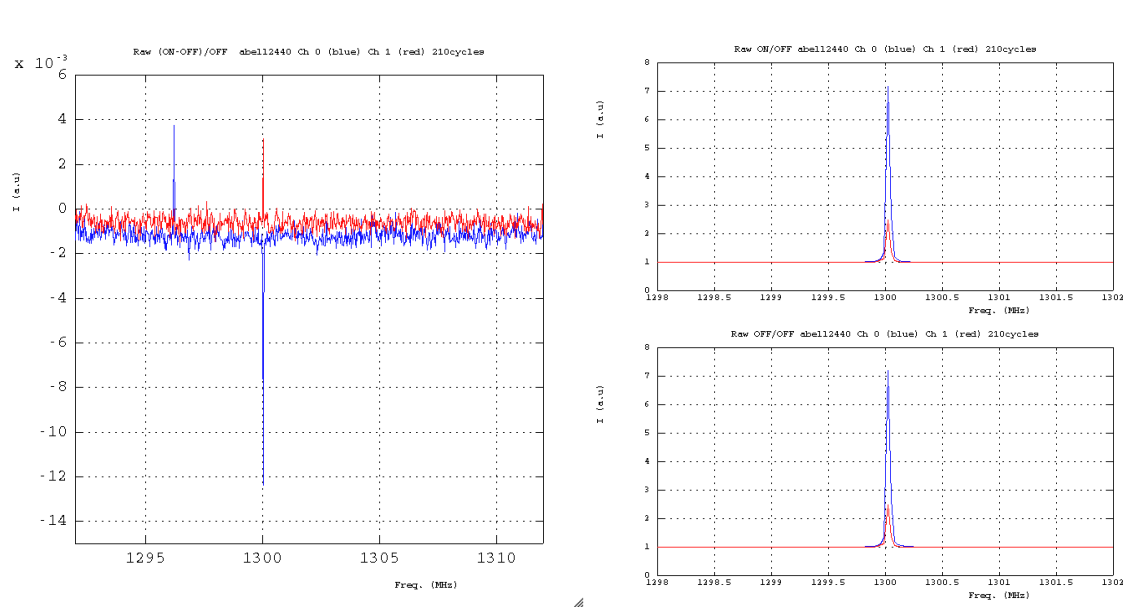 Raw (ON-OFF)/OFF abell2440 Ch 0 (blue) Ch 1 (red) 210cycles
x 10⁻³
6
4
2
0
-2
-4
-6
-8
-10
-12
-14
I (a.u)
1295 1300 1305 1310
Freq. (MHz)
Raw ON/OFF abell2440 Ch 0 (blue) Ch 1 (red) 210cycles
8
7
6
5
4
3
2
1
0
I (a.u)
1298 1298.5 1299 1299.5 1300 1300.5 1301 1301.5 1302
Freq. (MHz)
Raw OFF/OFF abell2440 Ch 0 (blue) Ch 1 (red) 210cycles
8
7
6
5
4
3
2
1
0
I (a.u)
1298 1298.5 1299 1299.5 1300 1300.5 1301 1301.5 1302
Freq. (MHz)